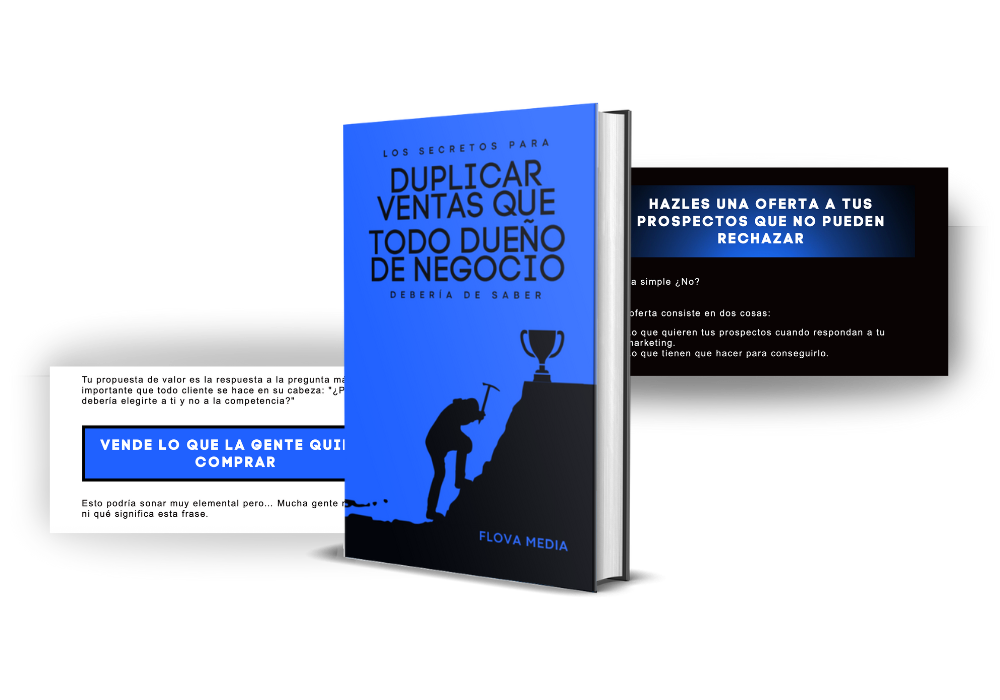 LOS SECRETOS PARA
DUPLICAR
VENTAS QUE
TODO DUEÑO
DE NEGOCIO
DEBERÍA DE SABER
FLOVA MEDIA
Tu propuesta de valor es la respuesta a la pregunta
importante que todo cliente se hace en su cabeza:
debería elegirte a ti y no a la competencia?"
VENDE LO QUE LA GENTE
COMPRAR
Esto podría sonar muy elemental pero... Mucha gente
ni qué significa esta frase.
HAZLES UNA OFERTA A TUS
PROSPECTOS QUE NO PUEDEN
RECHAZAR
a simple ¿No?
oferta consiste en dos cosas:
o que quieren tus prospectos cuando respondan a tu
marketing.
o que tienen que hacer para conseguirlo.